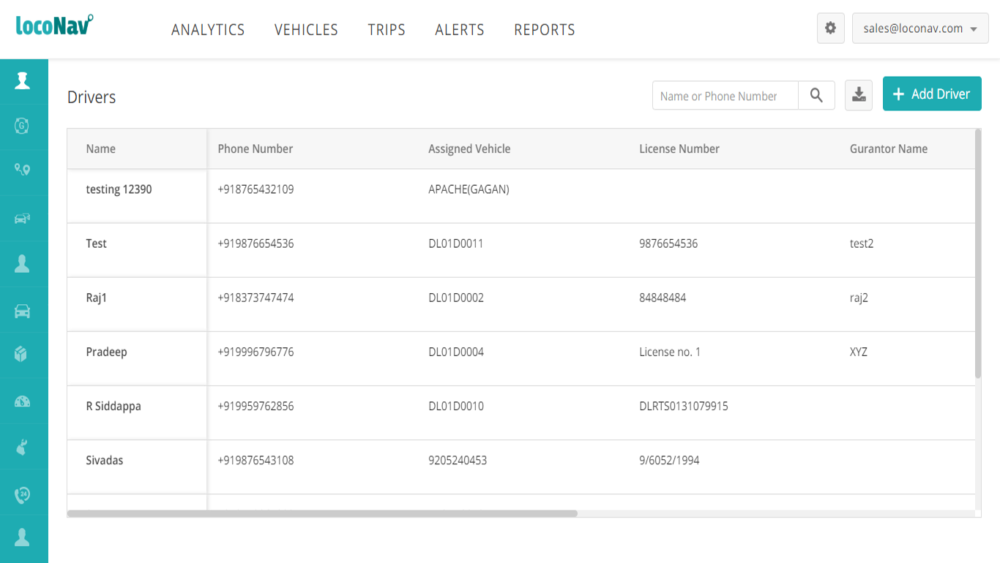 locoNav
ANALYTICS VEHICLES TRIPS ALERTS REPORTS
sales@loconav.com
Drivers
Name or Phone Number
+ Add Driver
Name Phone Number Assigned Vehicle License Number Gurantor Name
testing 12390 +918765432109 APACHE(GAGAN)
Test +919876654536 DL01D0011 9876654536 test2
Raj1 +918373747474 DL01D0002 84848484 raj2
Pradeep +919996796776 DL01D0004 License no. 1 XYZ
R Siddappa +919959762856 DL01D0010 DLRTS0131079915
Sivadas +919876543108 9205240453 9/6052/1994
G
24